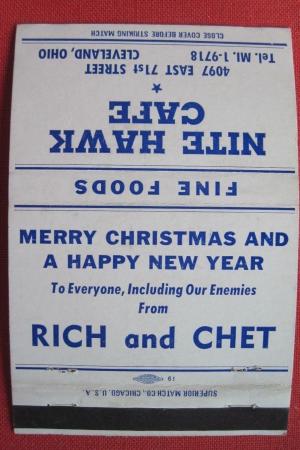 CLOSE COVER BEFORE STRIKING MATCH
NITE HAWK
CAFE
★
4097 EAST 71st STREET
CLEVELAND, OHIO
Tel. MI. 1-9718
FINE FOODS
MERRY CHRISTMAS AND
A HAPPY NEW YEAR
To Everyone, Including Our Enemies
From
RICH and CHET
19
SUPERIOR MATCH CO., CHICAGO, U. S. A.